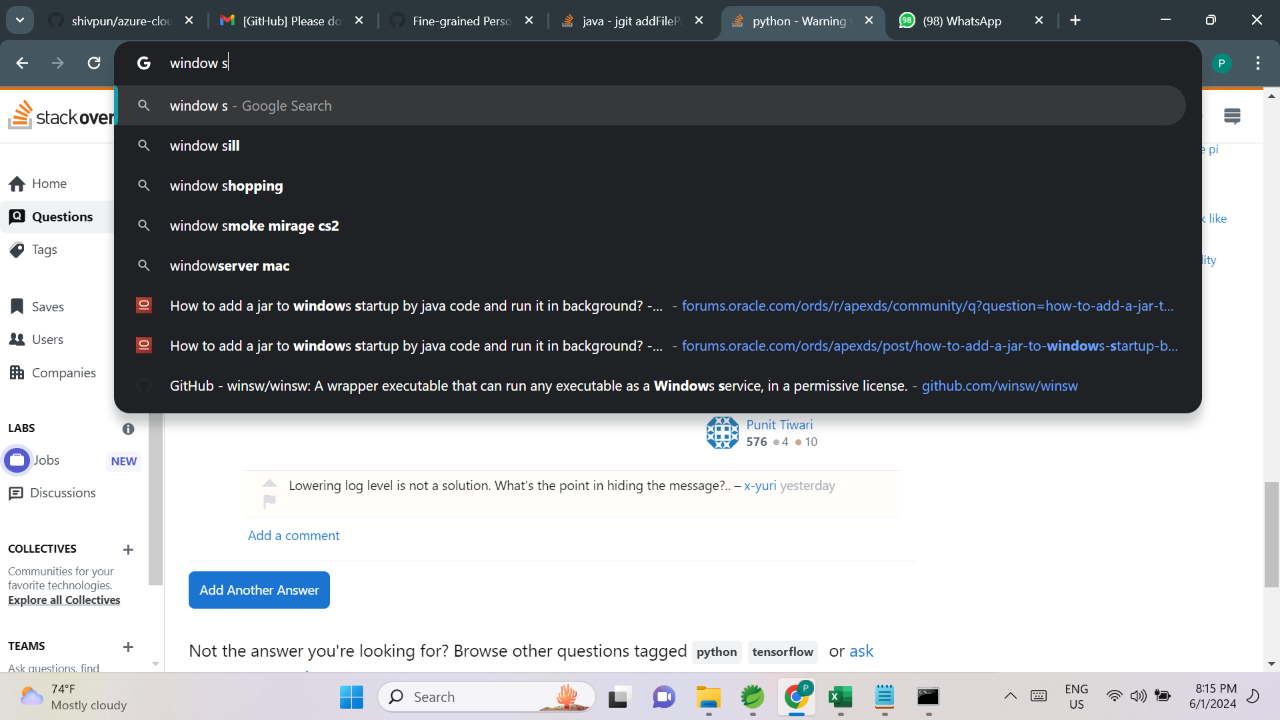 shivpun/azure-clou
[GitHub] Please do
Fine-grained Perso
java - jgit addFileP
python - Warning
(98) WhatsApp
window s
P
window s - Google Search
window sill
window shopping
window smoke mirage cs2
windowserver mac
How to add a jar to windows startup by java code and run it in background? -... - forums.oracle.com/ords/r/apexds/community/q?question=how-to-add-a-jar-t...
How to add a jar to windows startup by java code and run it in background? -... - forums.oracle.com/ords/apexds/post/how-to-add-a-jar-to-windows-startup-b...
GitHub - winsw/winsw: A wrapper executable that can run any executable as a Windows service, in a permissive license. - github.com/winsw/winsw
stack over
Home
Questions
Tags
Saves
Users
Companies
LABS
Jobs NEW
Discussions
COLLECTIVES
Communities for your
favorite technologies.
Explore all Collectives
TEAMS
Ask questions, find
e pi
k like
ility
Punit Tiwari
576 4 10
Lowering log level is not a solution. What's the point in hiding the message?.. – x-yuri yesterday
Add a comment
Add Another Answer
Not the answer you're looking for? Browse other questions tagged python tensorflow or ask
74°F
Mostly cloudy
Search
P
ENG
US
8:15 PM
6/1/2024